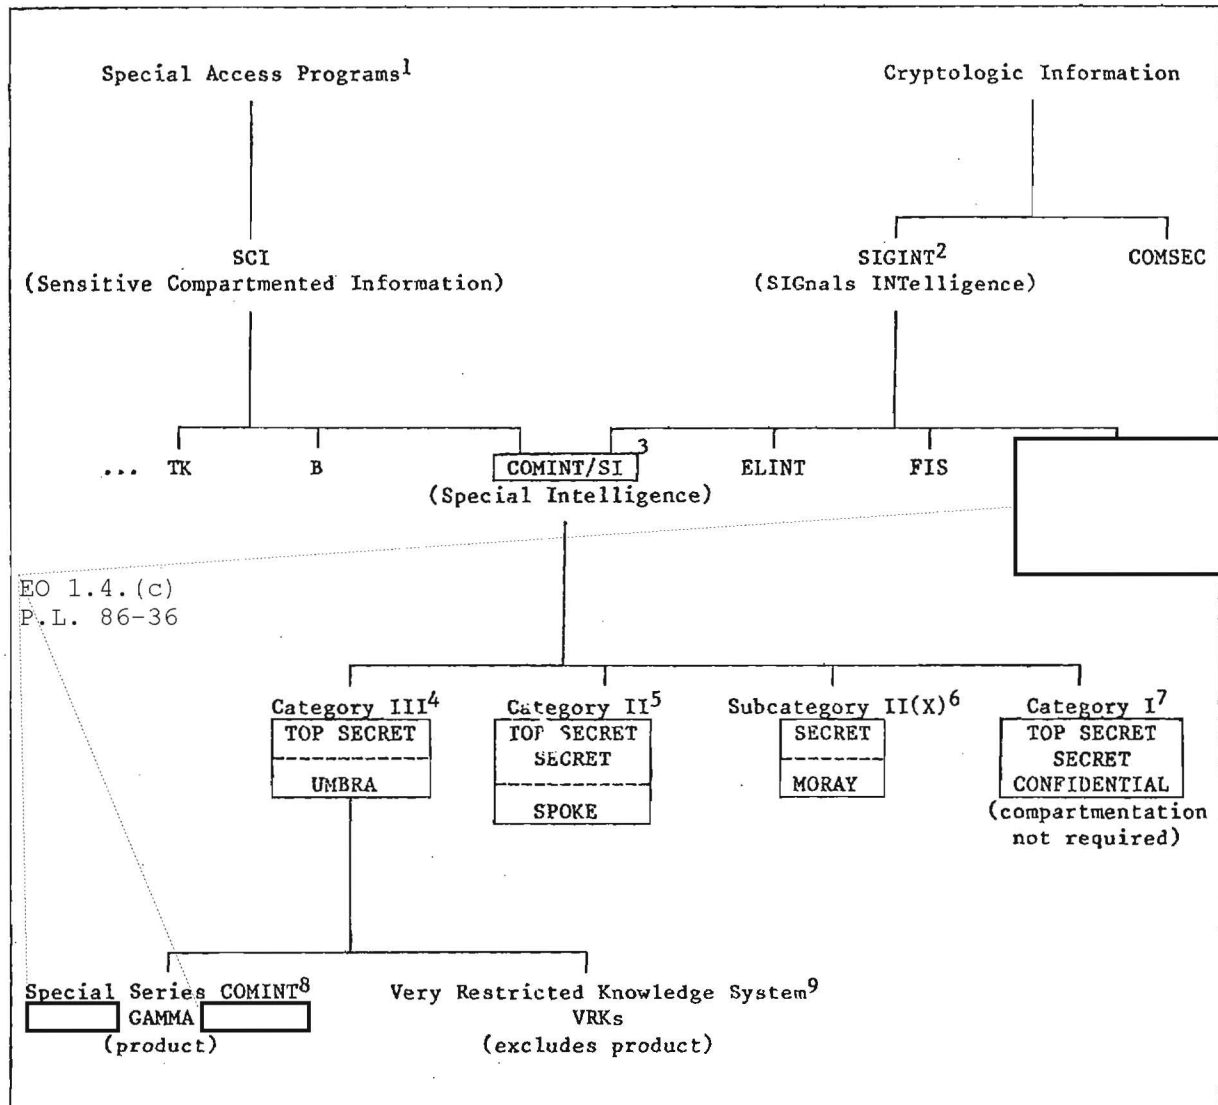 Special Access Programs1
Cryptologic Information
SCI
(Sensitive Compartmented Information)
SIGINT2
(SIGnals INTelligence)
COMSEC
... TK
B
COMINT/SI3
(Special Intelligence)
ELINT
FIS
EO 1.4.(c)
P.L. 86-36
Category III4
TOP SECRET
UMBRA
Category II5
TOP SECRET
SECRET
SPOKE
Subcategory II(X)6
SECRET
MORAY
Category I7
TOP SECRET
SECRET
CONFIDENTIAL
(compartmentation
not required)
Special Series COMINT8
GAMMA
(product)
Very Restricted Knowledge System9
VRKs
(excludes product)